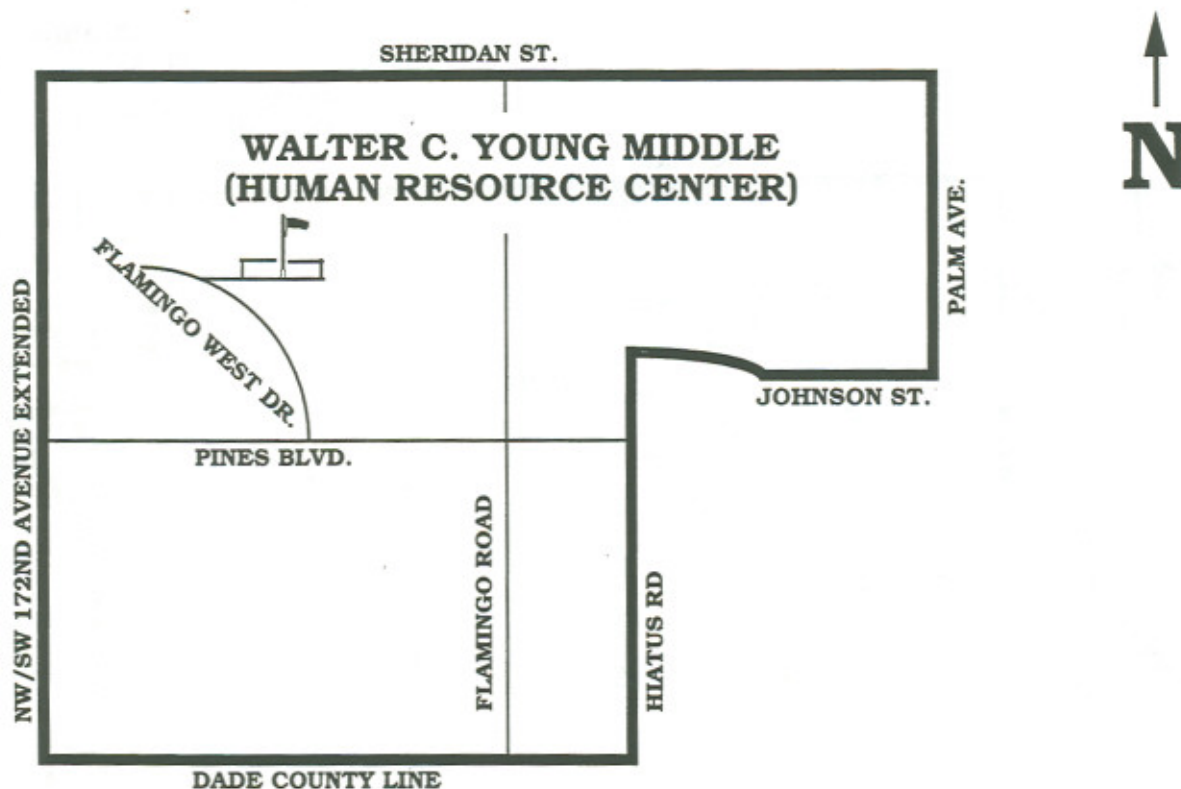 SHERIDAN ST.
N
WALTER C. YOUNG MIDDLE
(HUMAN RESOURCE CENTER)
PALM AVE.
FLAMINGO WEST DR.
NW/SW 172ND AVENUE EXTENDED
JOHNSON ST.
PINES BLVD.
FLAMINGO ROAD
HIATUS RD
DADE COUNTY LINE